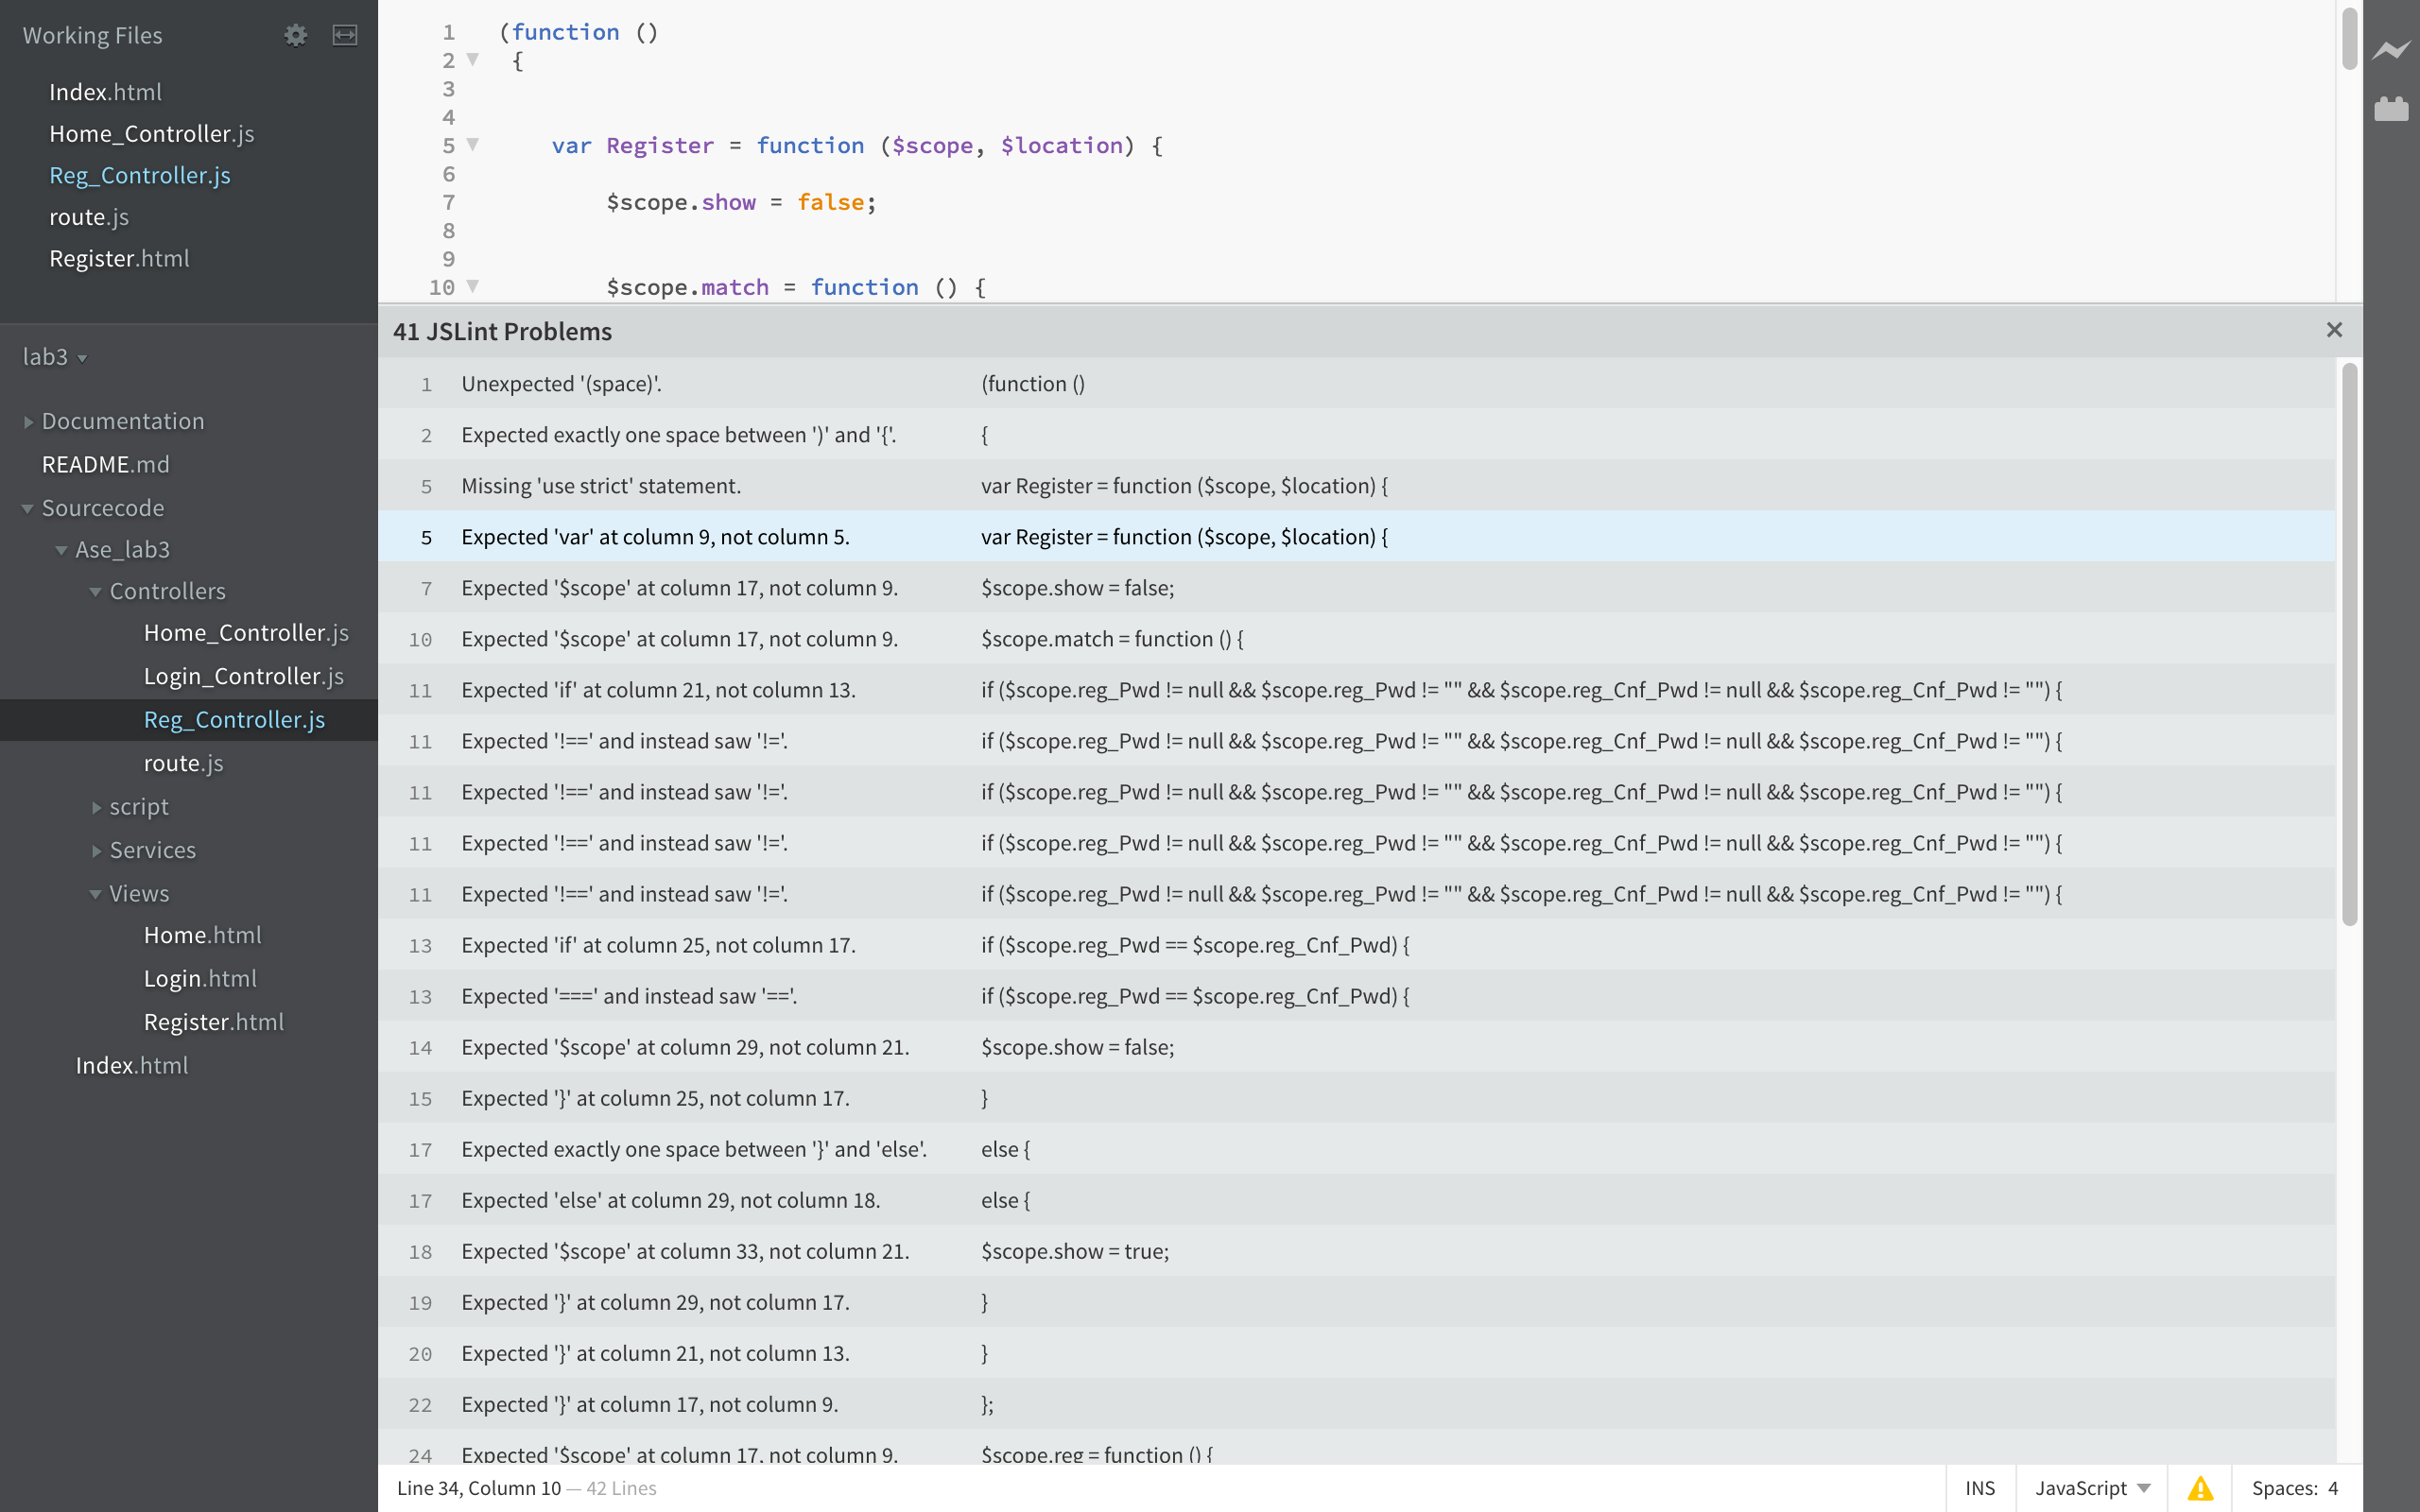 Working Files
Index.html
Home_Controller.js
Reg_Controller.js
route.js
Register.html
lab3
Documentation
README.md
Sourcecode
Ase_lab3
Controllers
Home_Controller.js
Login_Controller.js
Reg_Controller.js
route.js
script
Services
Views
Home.html
Login.html
Register.html
Index.html
1 (function ()
2 {
3
4
5 var Register = function ($scope, $location) {
6
7 $scope.show = false;
8
9
10 $scope.match = function () {
41 JSLint Problems
1 Unexpected '(space)'. (function ()
2 Expected exactly one space between ')' and '{'. {
5 Missing 'use strict' statement. var Register = function ($scope, $location) {
5 Expected 'var' at column 9, not column 5. var Register = function ($scope, $location) {
7 Expected '$scope' at column 17, not column 9. $scope.show = false;
10 Expected '$scope' at column 17, not column 9. $scope.match = function () {
11 Expected 'if' at column 21, not column 13. if ($scope.reg_Pwd != null && $scope.reg_Pwd != "" && $scope.reg_Cnf_Pwd != null && $scope.reg_Cnf_Pwd != "") {
11 Expected '!==' and instead saw '!='. if ($scope.reg_Pwd != null && $scope.reg_Pwd != "" && $scope.reg_Cnf_Pwd != null && $scope.reg_Cnf_Pwd != "") {
11 Expected '!==' and instead saw '!='. if ($scope.reg_Pwd != null && $scope.reg_Pwd != "" && $scope.reg_Cnf_Pwd != null && $scope.reg_Cnf_Pwd != "") {
11 Expected '!==' and instead saw '!='. if ($scope.reg_Pwd != null && $scope.reg_Pwd != "" && $scope.reg_Cnf_Pwd != null && $scope.reg_Cnf_Pwd != "") {
11 Expected '!==' and instead saw '!='. if ($scope.reg_Pwd != null && $scope.reg_Pwd != "" && $scope.reg_Cnf_Pwd != null && $scope.reg_Cnf_Pwd != "") {
13 Expected 'if' at column 25, not column 17. if ($scope.reg_Pwd == $scope.reg_Cnf_Pwd) {
13 Expected '===' and instead saw '=='. if ($scope.reg_Pwd == $scope.reg_Cnf_Pwd) {
14 Expected '$scope' at column 29, not column 21. $scope.show = false;
15 Expected '}' at column 25, not column 17. }
17 Expected exactly one space between '}' and 'else'. else {
17 Expected 'else' at column 29, not column 18. else {
18 Expected '$scope' at column 33, not column 21. $scope.show = true;
19 Expected '}' at column 29, not column 17. }
20 Expected '}' at column 21, not column 13. }
22 Expected '}' at column 17, not column 9. };
24 Expected '$scope' at column 17, not column 9. $scope.reg = function () {
Line 34, Column 10 — 42 Lines
INS JavaScript Spaces: 4